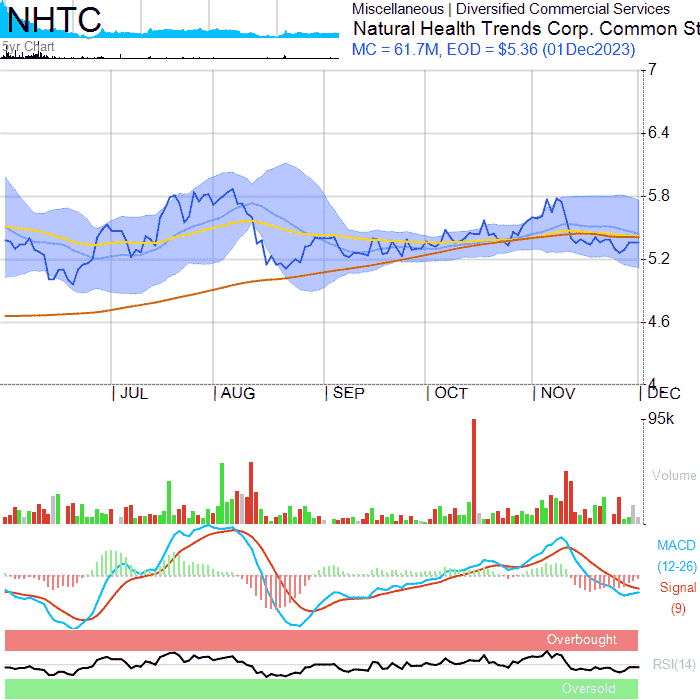 NHTC
5yr Chart
Miscellaneous | Diversified Commercial Services
Natural Health Trends Corp. Common St
MC = 61.7M, EOD = $5.36 (01Dec2023)
7
6.4
5.8
5.2
4.6
4
JUL
AUG
SEP
OCT
NOV
DEC
95k
Volume
MACD
(12-26)
Signal
(9)
Overbought
RSI(14)
Oversold